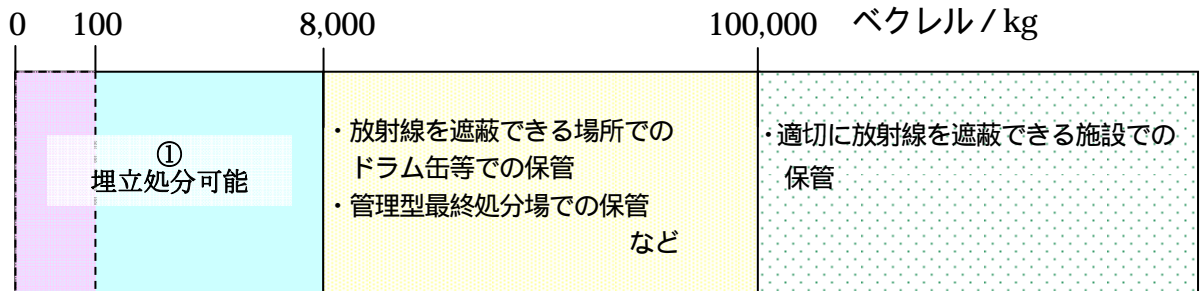 0 100 8,000 100,000 ベクレル / kg
①
埋立処分可能
・放射線を遮蔽できる場所での
ドラム缶等での保管
・管理型最終処分場での保管
など
・適切に放射線を遮蔽できる施設での
保管